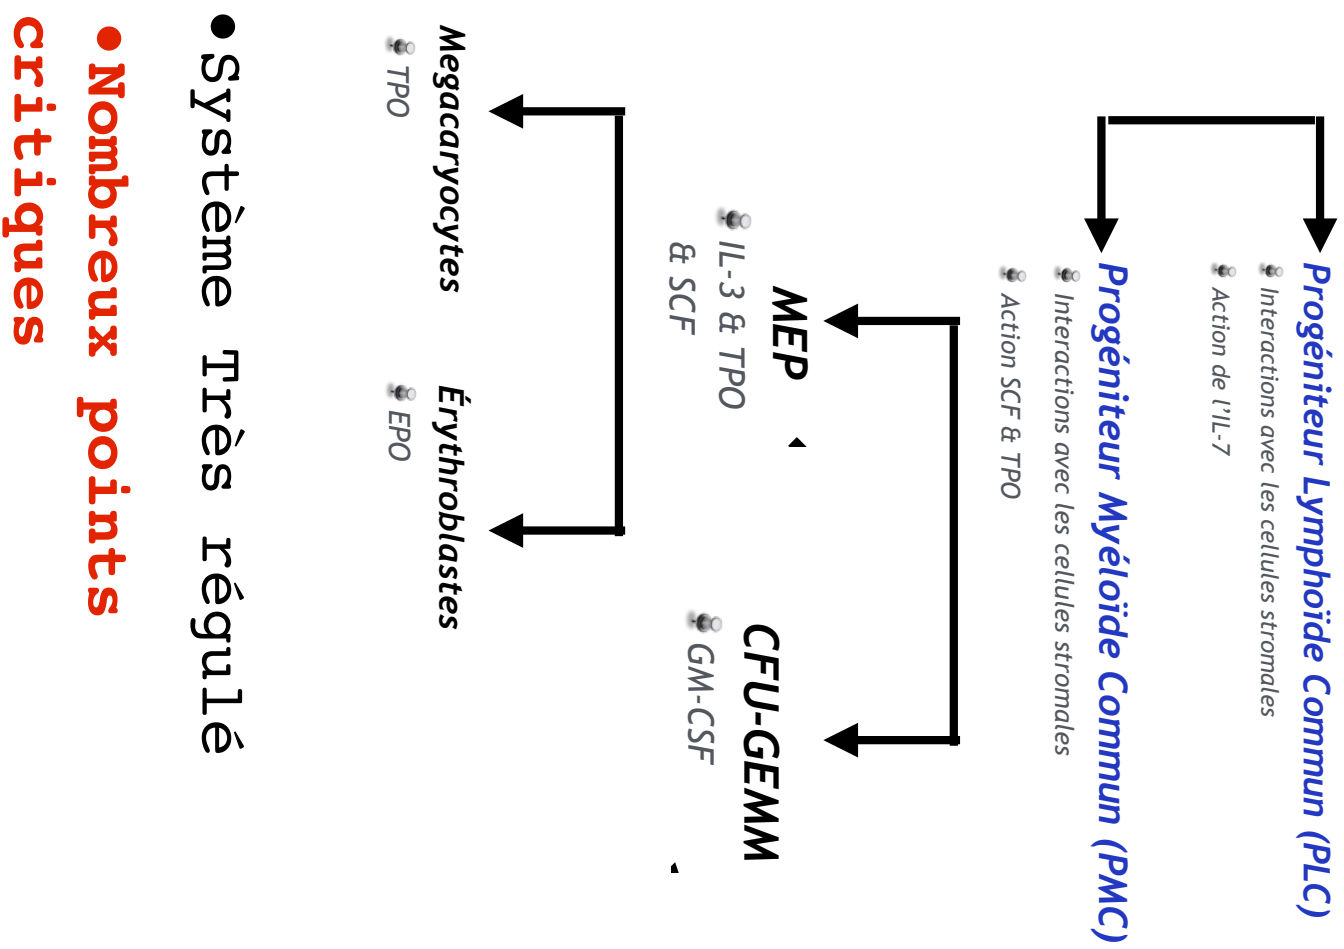 Progéniteur Lymphoïde Commun (PLC)
Interactions avec les cellules stromales
Action de l'IL-7
Progéniteur Myéloïde Commun (PMC)
Interactions avec les cellules stromales
Action SCF & TPO
MEP
IL-3 & TPO
& SCF
CFU-GEMM
GM-CSF
Megacaryocytes
TPO
Érythroblastes
EPO
•Système Très régulé
•Nombreux points
critiques